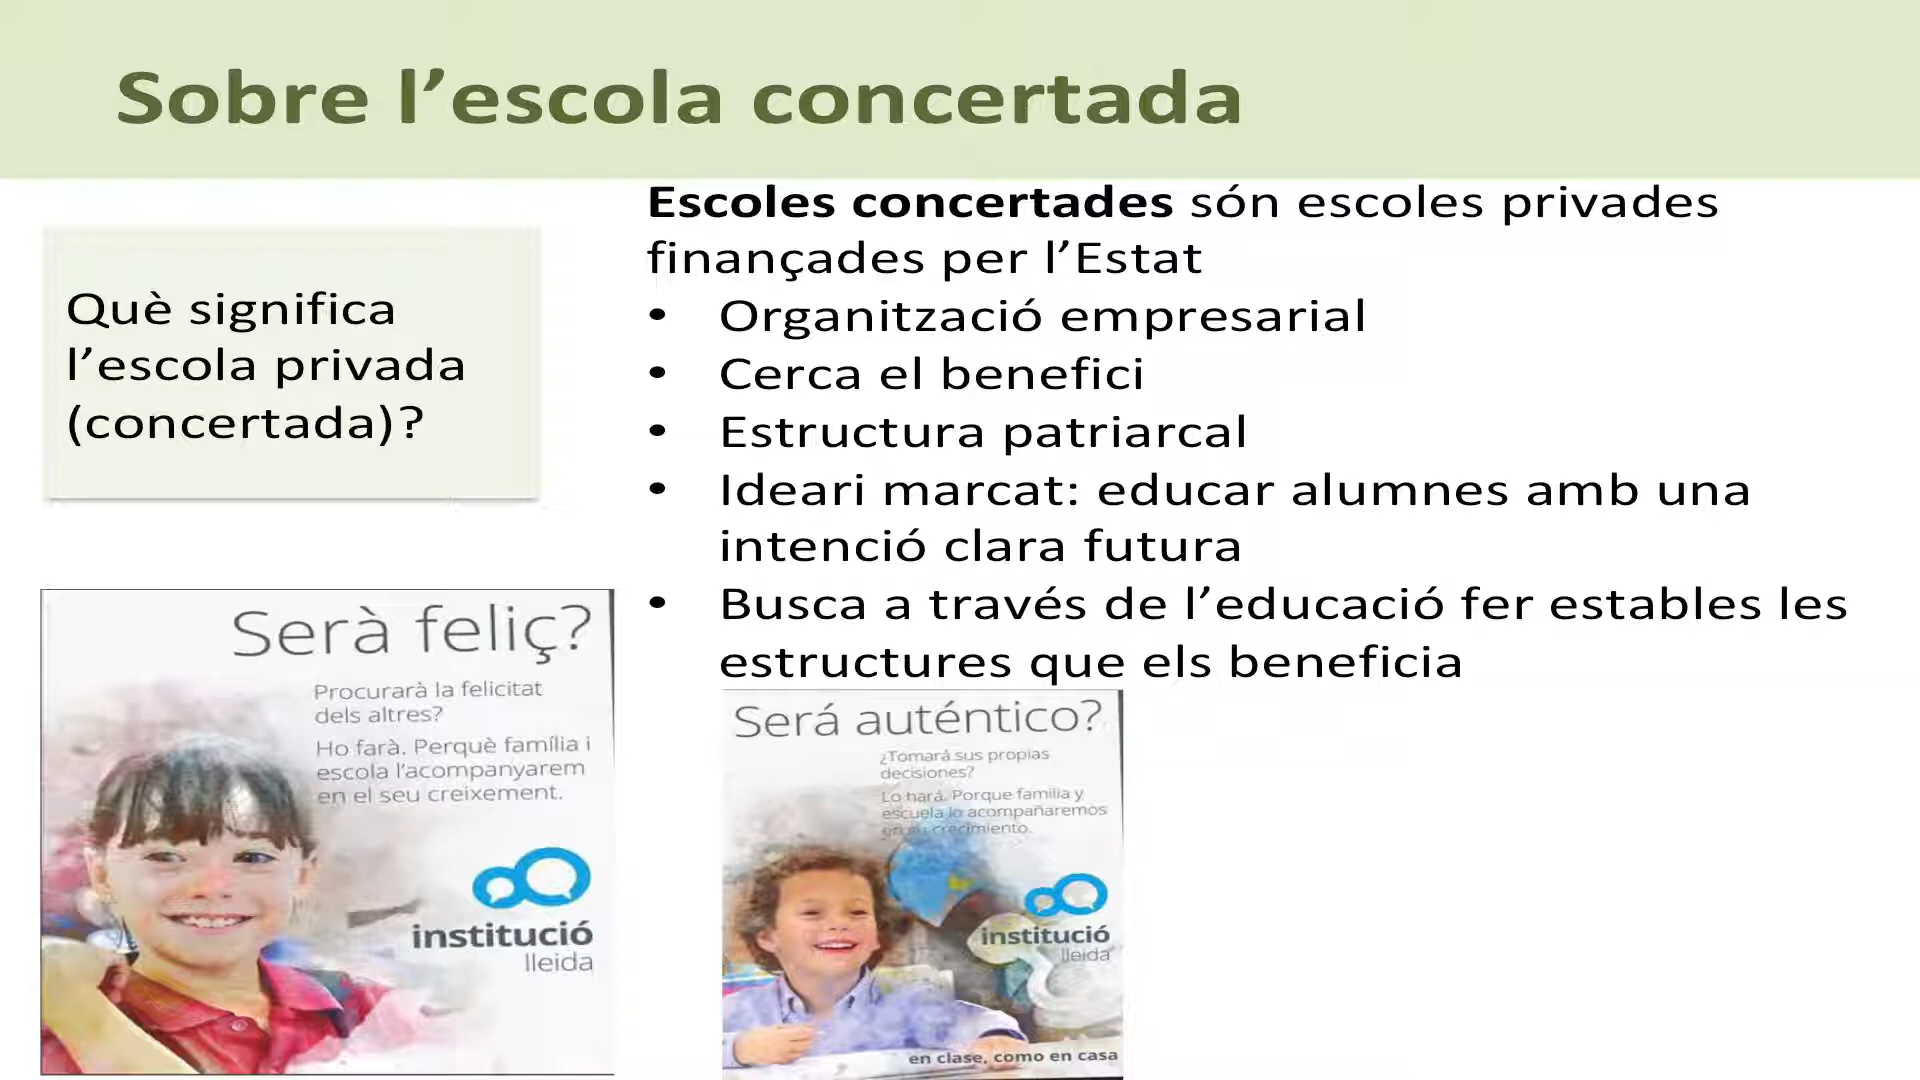 Sobre l’escola concertada
Què significa
l’escola privada
(concertada)?
Escoles concertades són escoles privades
finançades per l’Estat
• Organització empresarial
• Cerca el benefici
• Estructura patriarcal
• Ideari marcat: educar alumnes amb una
intenció clara futura
• Busca a través de l’educació fer estables les
estructures que els beneficia
Serà feliç?
Procurarà la felicitat
dels altres?
Ho farà. Perquè família i
escola l’acompanyarem
en el seu creixement.
institució
lleida
Será auténtico?
¿Tomará sus propias
decisiones?
Lo hará. Porque familia y
escuela lo acompañaremos
en su crecimiento.
institució
lleida
en clase, como en casa